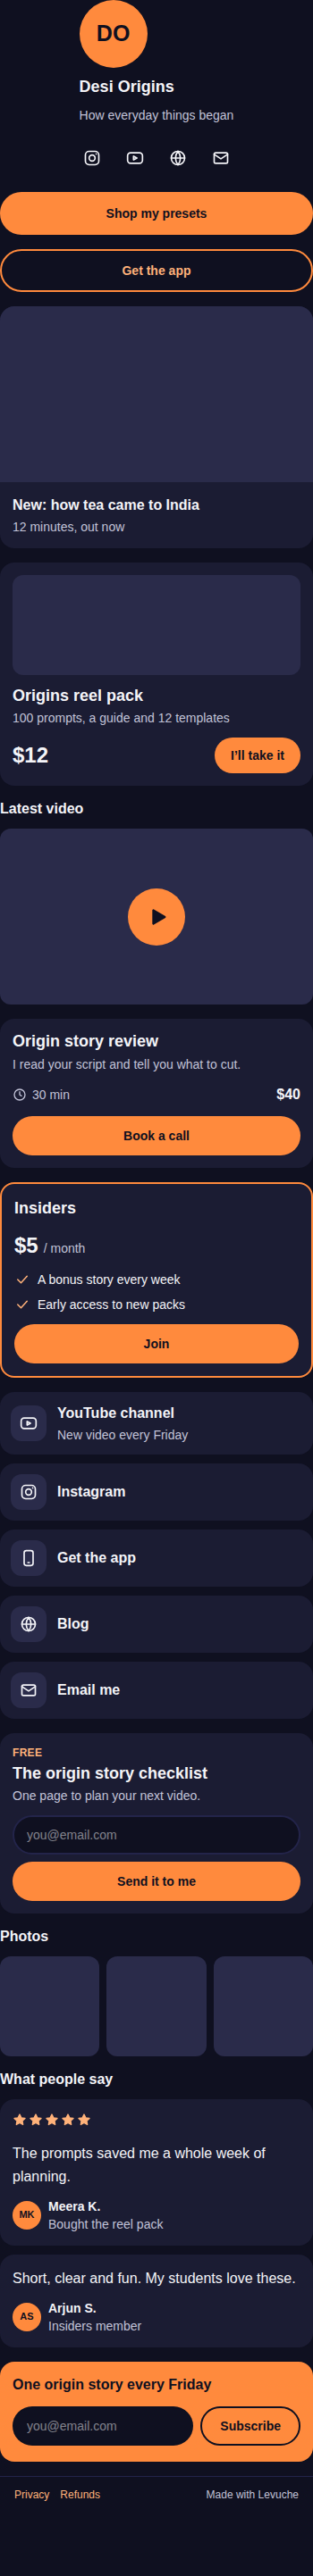 DO
Desi Origins
How everyday things began
Shop my presets
Get the app
New: how tea came to India
12 minutes, out now
Origins reel pack
100 prompts, a guide and 12 templates
$12
I'll take it
Latest video
Origin story review
I read your script and tell you what to cut.
30 min
$40
Book a call
Insiders
$5 / month
A bonus story every week
Early access to new packs
Join
YouTube channel
New video every Friday
Instagram
Get the app
Blog
Email me
FREE
The origin story checklist
One page to plan your next video.
you@email.com
Send it to me
Photos
What people say
The prompts saved me a whole week of
planning.
MK
Meera K.
Bought the reel pack
Short, clear and fun. My students love these.
AS
Arjun S.
Insiders member
One origin story every Friday
you@email.com
Subscribe
Privacy
Refunds
Made with Levuche